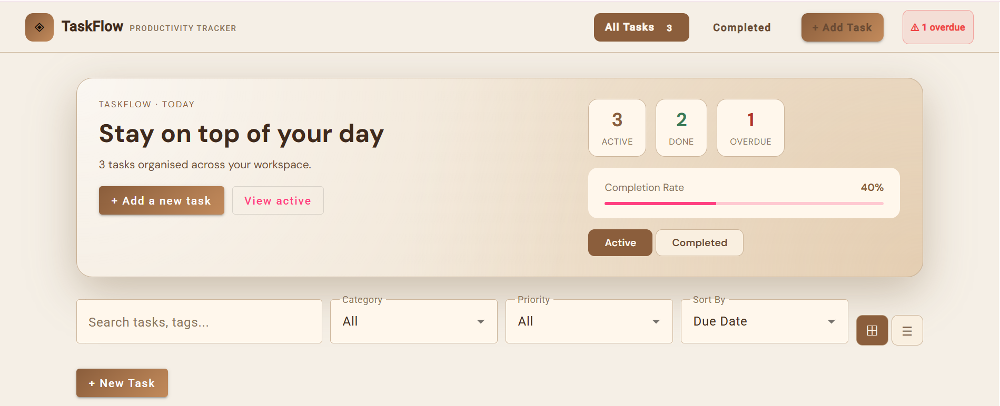 TaskFlow PRODUCTIVITY TRACKER
All Tasks 3
Completed
+ Add Task
⚠ 1 overdue
TASKFLOW · TODAY
Stay on top of your day
3 tasks organised across your workspace.
+ Add a new task
View active
3
ACTIVE
2
DONE
1
OVERDUE
Completion Rate 40%
Active
Completed
Search tasks, tags...
Category
All
Priority
All
Sort By
Due Date
+ New Task